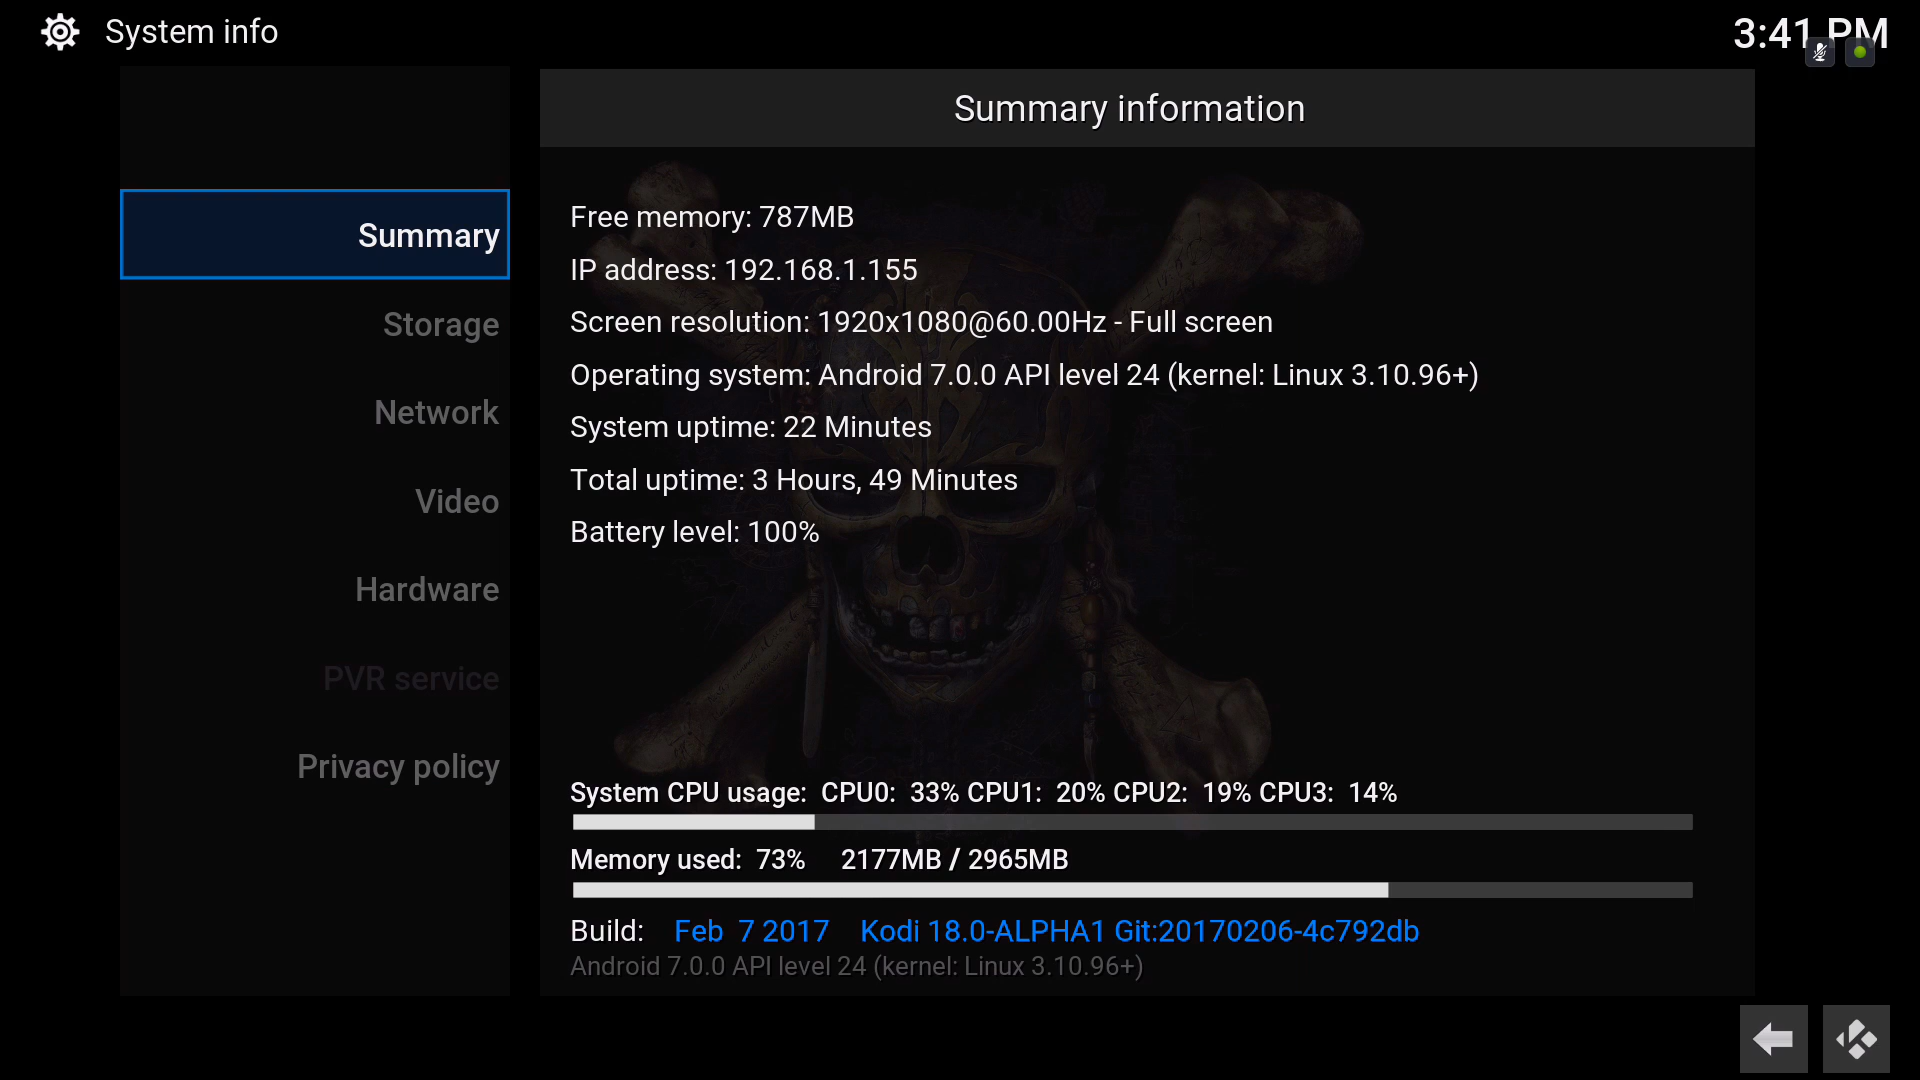 System info
3:41 PM
Summary information
Summary
Storage
Network
Video
Hardware
PVR service
Privacy policy
Free memory: 787MB
IP address: 192.168.1.155
Screen resolution: 1920x1080@60.00Hz - Full screen
Operating system: Android 7.0.0 API level 24 (kernel: Linux 3.10.96+)
System uptime: 22 Minutes
Total uptime: 3 Hours, 49 Minutes
Battery level: 100%
System CPU usage: CPU0: 33% CPU1: 20% CPU2: 19% CPU3: 14%
Memory used: 73% 2177MB / 2965MB
Build: Feb 7 2017 Kodi 18.0-ALPHA1 Git:20170206-4c792db
Android 7.0.0 API level 24 (kernel: Linux 3.10.96+)